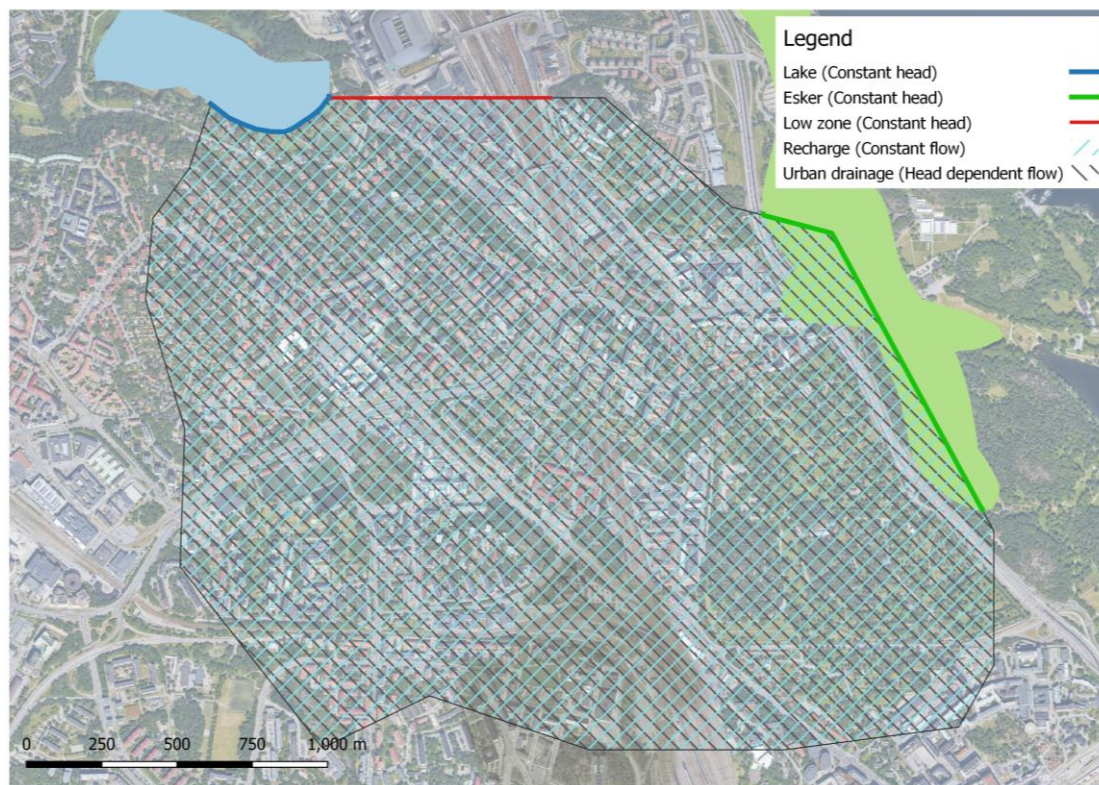 Legend
Lake (Constant head)
Esker (Constant head)
Low zone (Constant head)
Recharge (Constant flow)
Urban drainage (Head dependent flow)
0 250 500 750 1,000 m